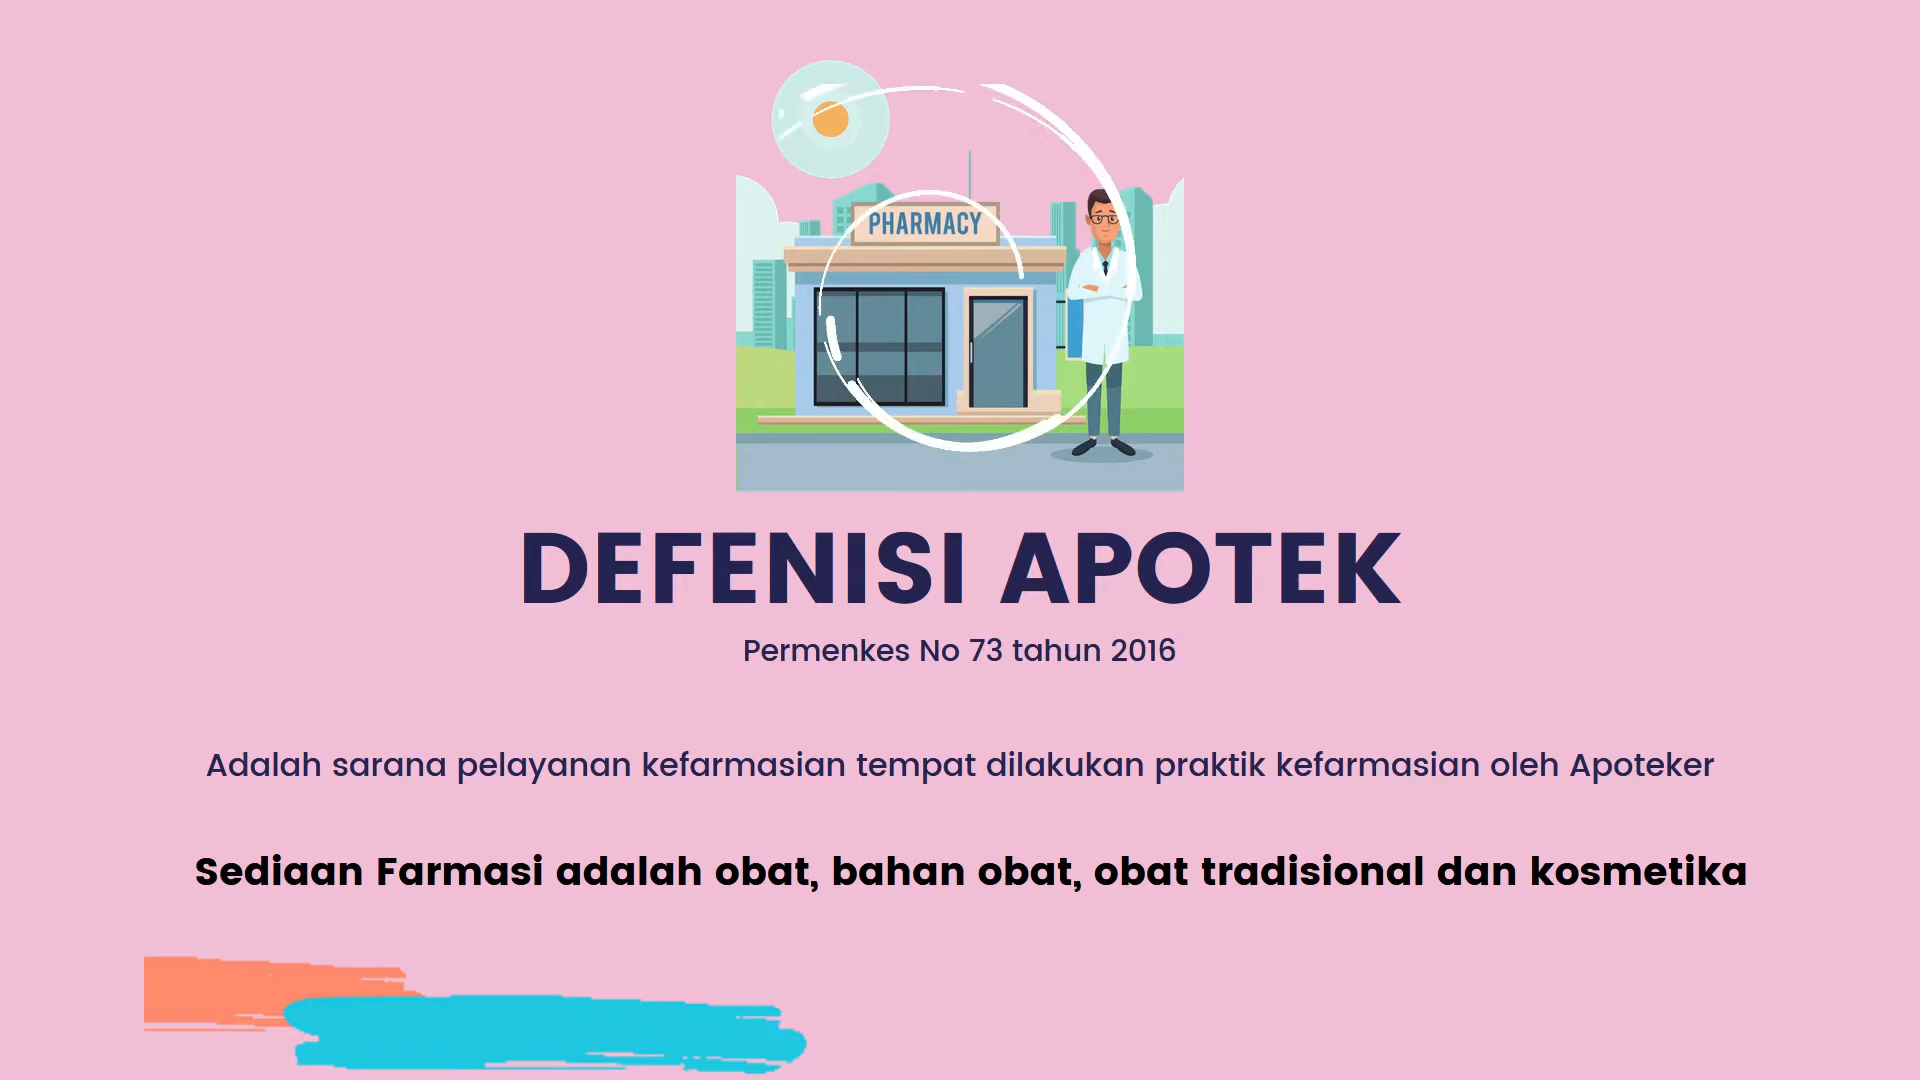 PHARMACY
DEFENISI APOTEK
Permenkes No 73 tahun 2016
Adalah sarana pelayanan kefarmasian tempat dilakukan praktik kefarmasian oleh Apoteker
Sediaan Farmasi adalah obat, bahan obat, obat tradisional dan kosmetika